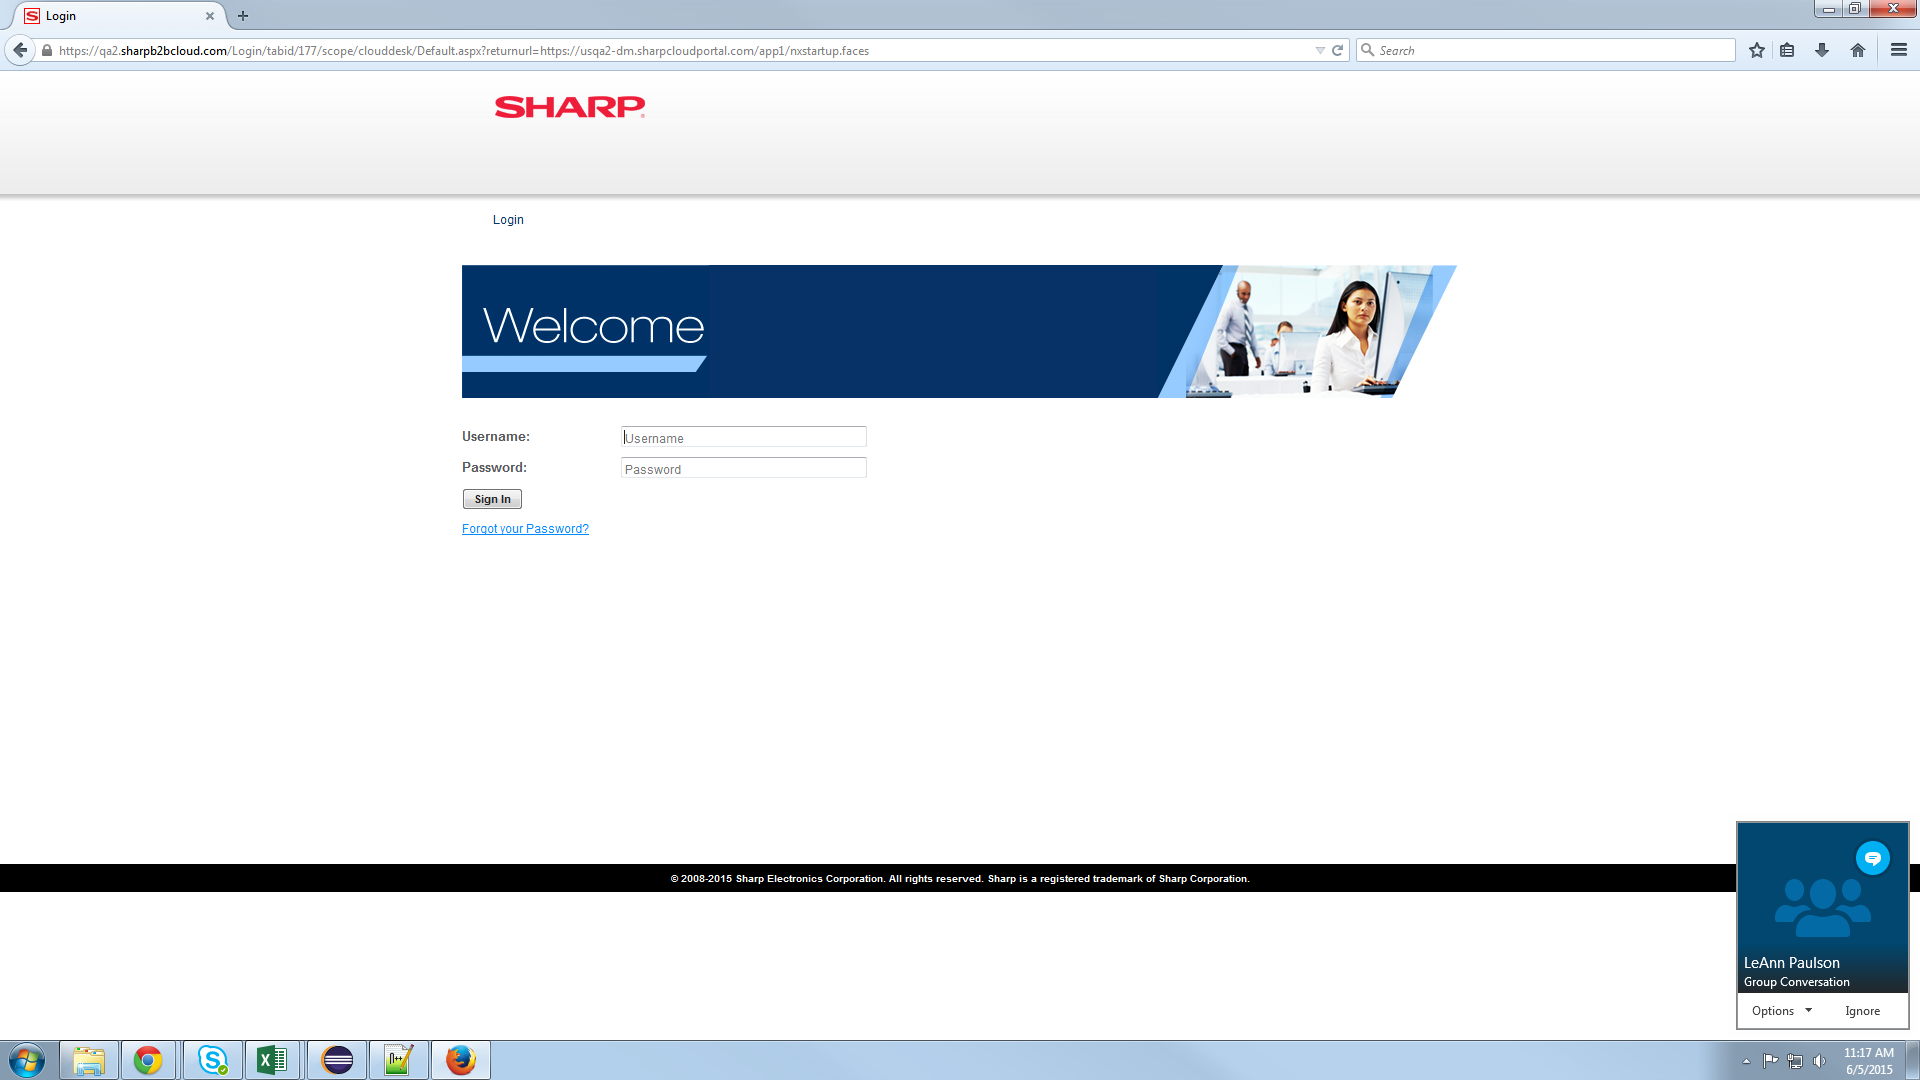 Login
https://qa2.sharpb2bcloud.com/Login/tabid/177/scope/clouddesk/Default.aspx?returnurl=https://usqa2-dm.sharpcloudportal.com/app1/nxstartup.faces
Search
SHARP
Login
Welcome
Username:
Username
Password:
Password
Sign In
Forgot your Password?
© 2008-2015 Sharp Electronics Corporation. All rights reserved. Sharp is a registered trademark of Sharp Corporation.
LeAnn Paulson
Group Conversation
Options
Ignore
11:17 AM
6/5/2015